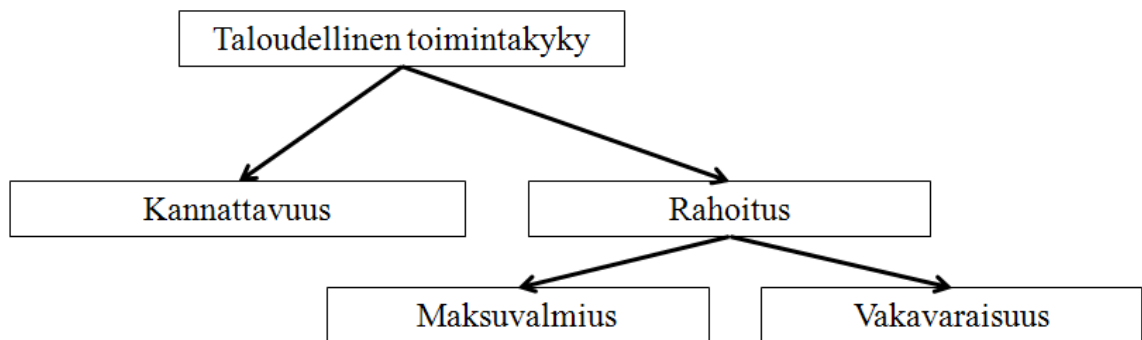 Taloudellinen toimintakyky
Kannattavuus
Rahoitus
Maksuvalmius
Vakavaraisuus